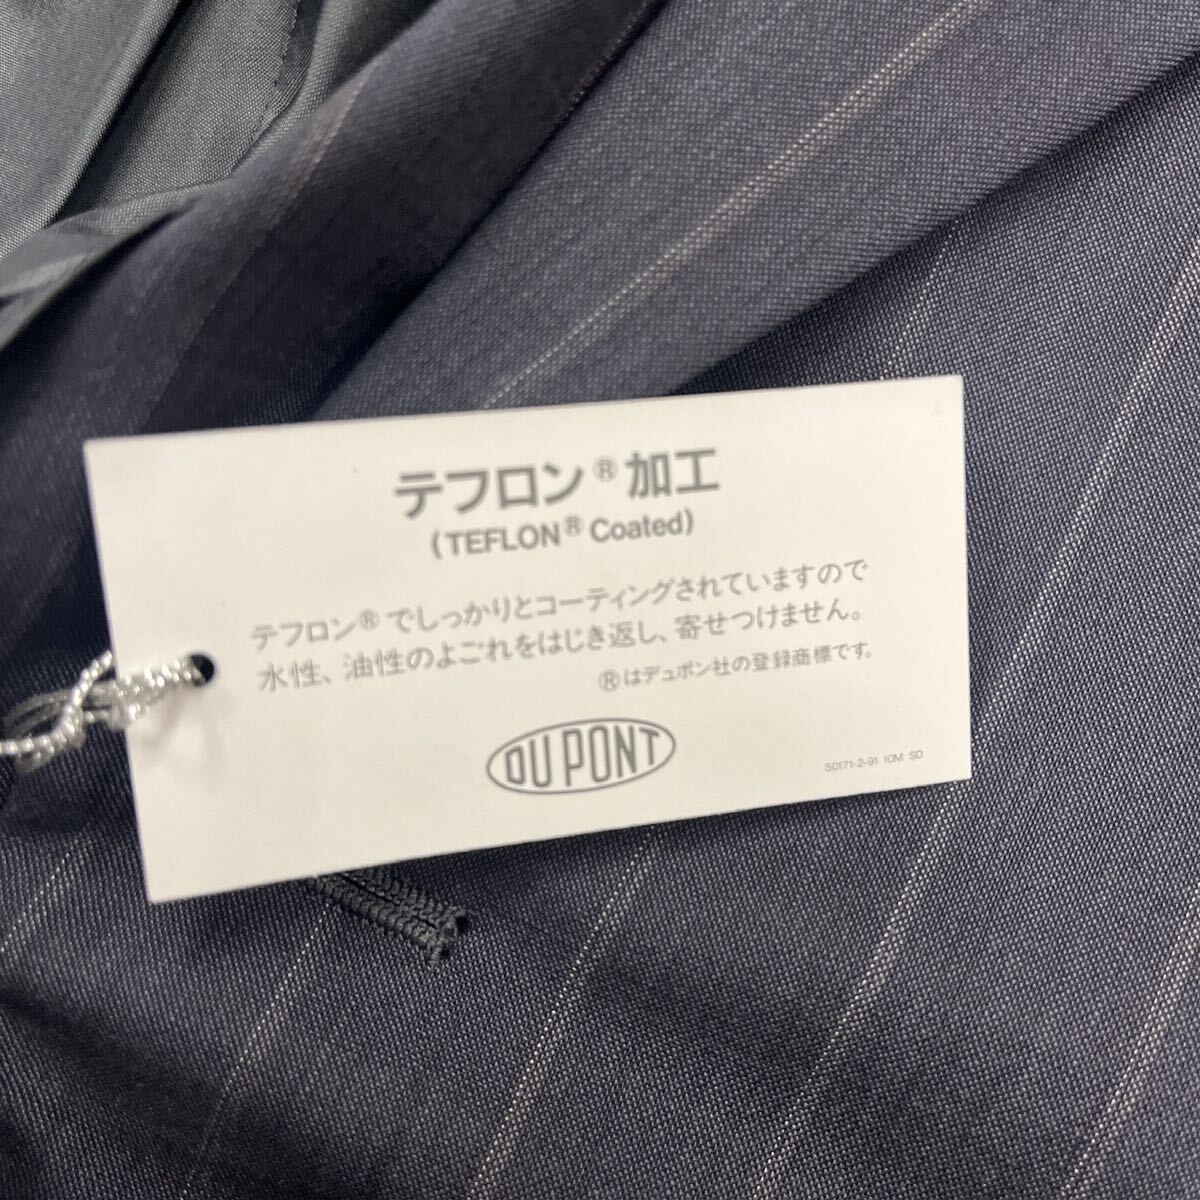 テフロン®加工
(TEFLON® Coated)
テフロン®でしっかりとコーティングされていますので
水性、油性のよごれをはじき返し、寄せつけません。
®はデュポン社の登録商標です。
DU PONT
S0171-2-91 10M SD